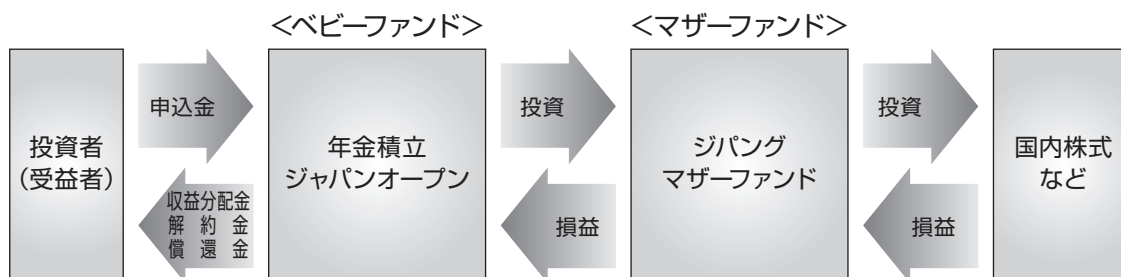 ＜ベビーファンド＞
＜マザーファンド＞
投資者
（受益者）
申込金
収益分配金
解約金
償還金
年金積立
ジャパンオープン
投資
損益
ジパング
マザーファンド
投資
損益
国内株式
など